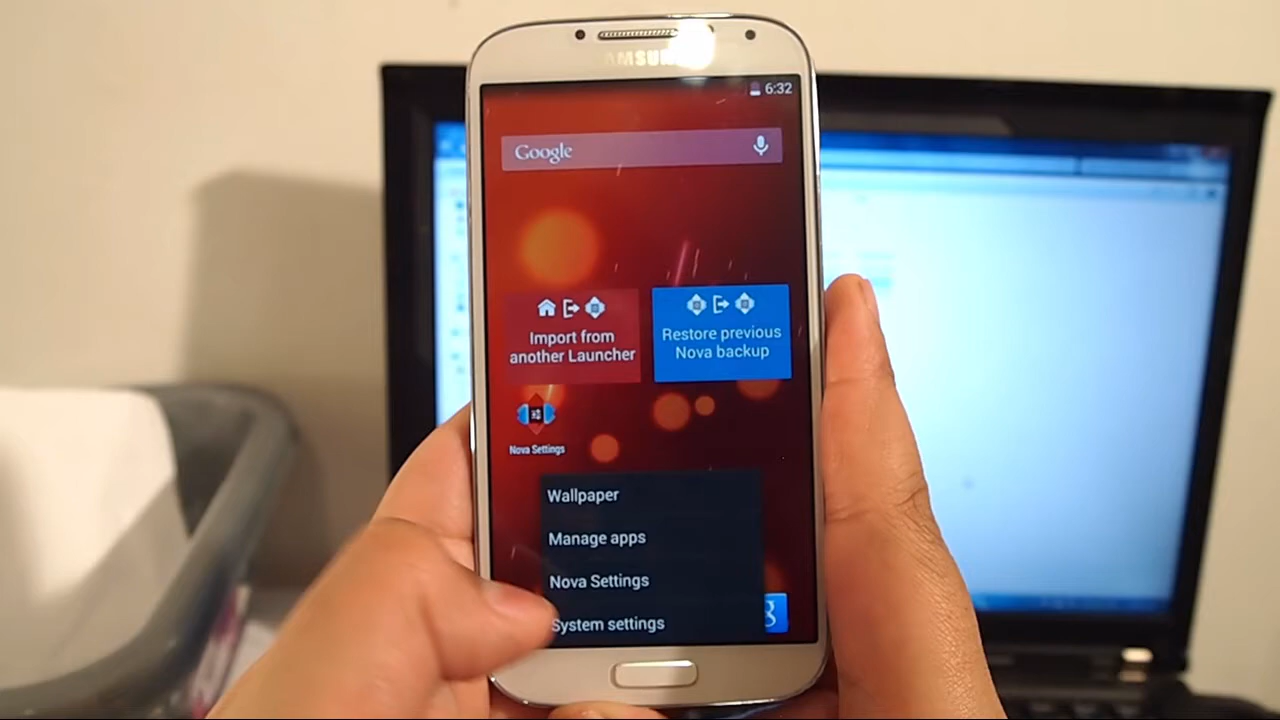 SAMSUNG
6:32
Google
Import from
another Launcher
Restore previous
Nova backup
Nova Settings
Wallpaper
Manage apps
Nova Settings
System settings
g